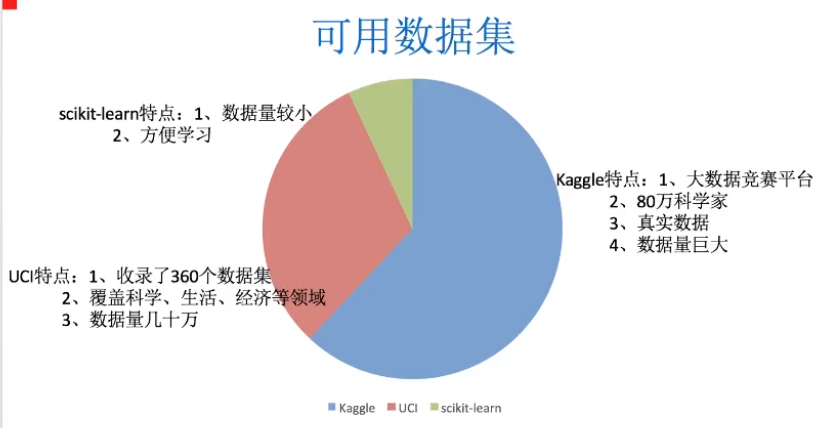 可用数据集
scikit-learn特点：1、数据量较小
2、方便学习
Kaggle特点：1、大数据竞赛平台
2、80万科学家
3、真实数据
4、数据量巨大
UCI特点：1、收录了360个数据集
2、覆盖科学、生活、经济等领域
3、数据量几十万
Kaggle UCI scikit-learn